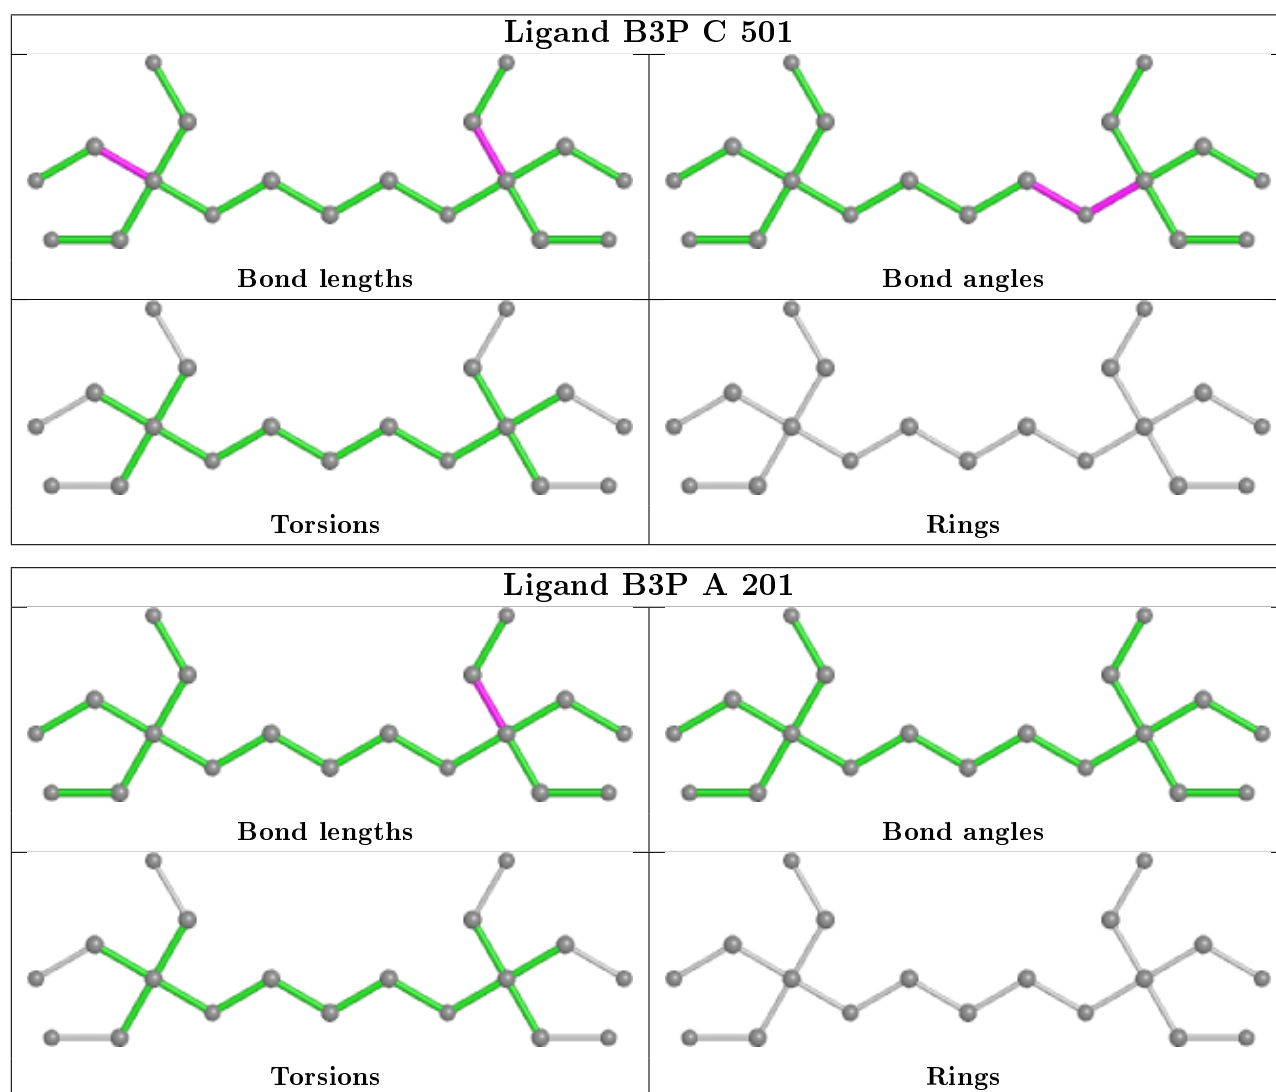 Ligand B3P C 501
Bond lengths
Bond angles
Torsions
Rings
Ligand B3P A 201
Bond lengths
Bond angles
Torsions
Rings